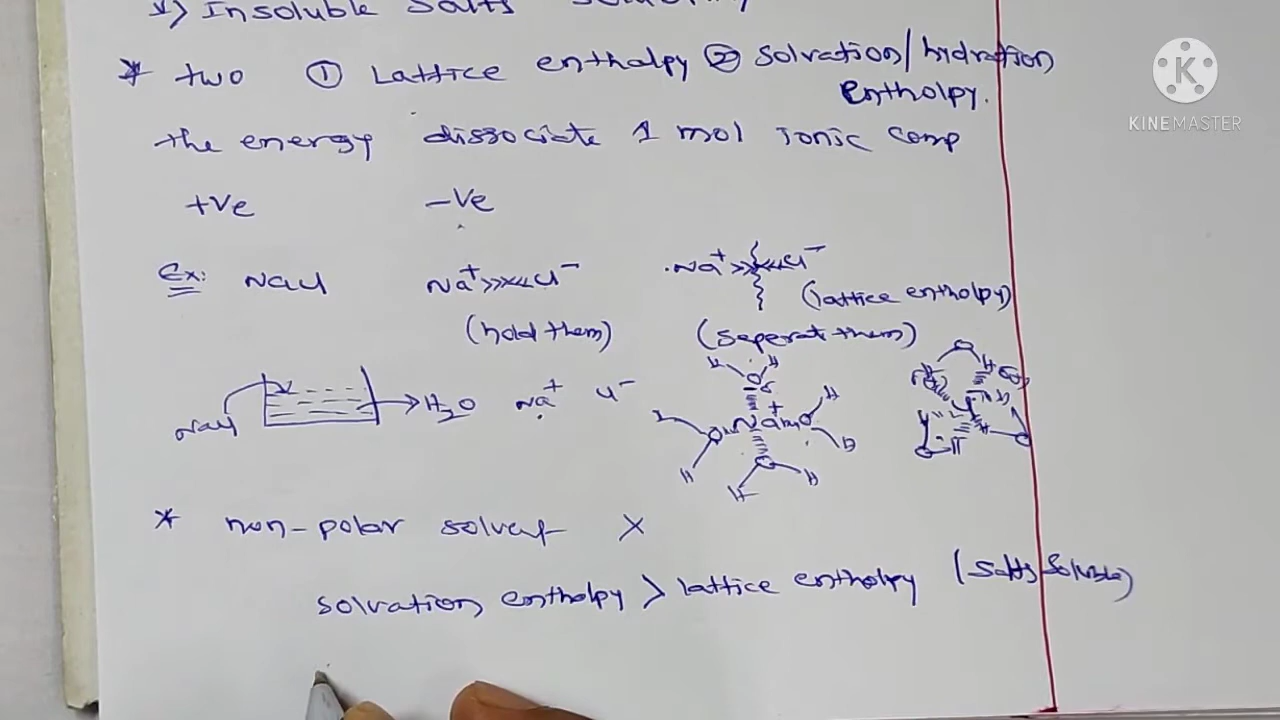 1) Insoluble salts
* two ① Lattice enthalpy ② solvation/hydration
enthalpy.
the energy dissociate 1 mol ionic comp
+ve -ve
Ex: NaCl Na⁺ Cl⁻ Na⁺ Cl⁻
(lattice enthalpy)
(hold them) (seperat them)
NaCl H₂O Na⁺ Cl⁻
H H
O
H
Na⁺ O
O H
O
H H H
* non-polar solvent X
solvation enthalpy > lattice enthalpy (salts soluble)
K
KINEMASTER